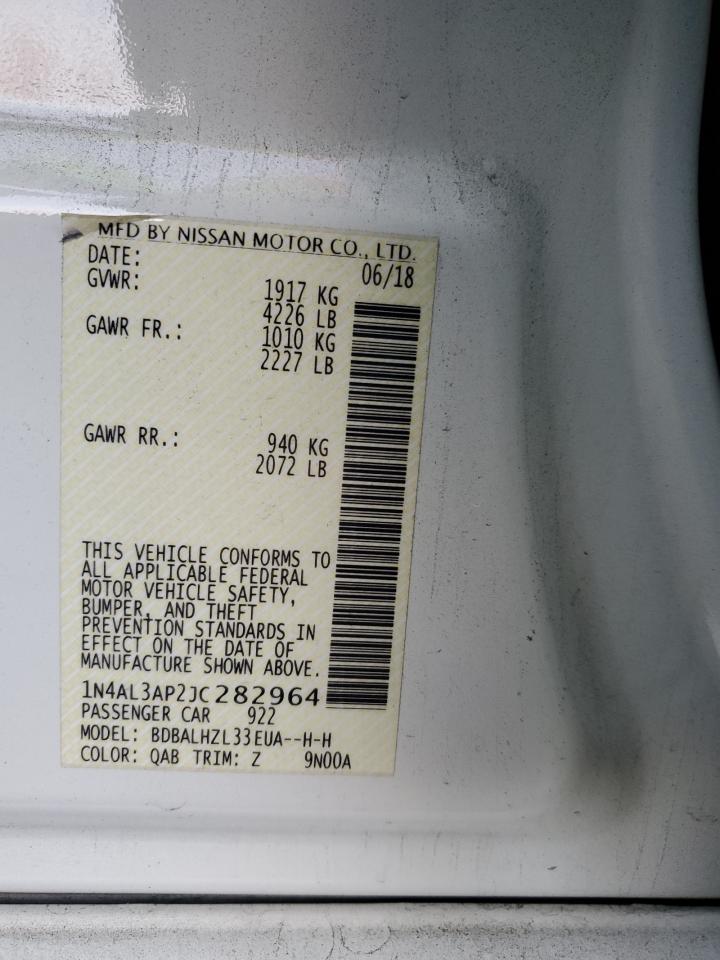 MFD BY NISSAN MOTOR CO., LTD.
DATE: 06/18
GVWR: 1917 KG
4226 LB
GAWR FR.: 1010 KG
2227 LB
GAWR RR.: 940 KG
2072 LB
THIS VEHICLE CONFORMS TO
ALL APPLICABLE FEDERAL
MOTOR VEHICLE SAFETY,
BUMPER, AND THEFT
PREVENTION STANDARDS IN
EFFECT ON THE DATE OF
MANUFACTURE SHOWN ABOVE.
1N4AL3AP2JC282964
PASSENGER CAR 922
MODEL: BDBALHZL33EUA--H-H
COLOR: QAB TRIM: Z 9N00A